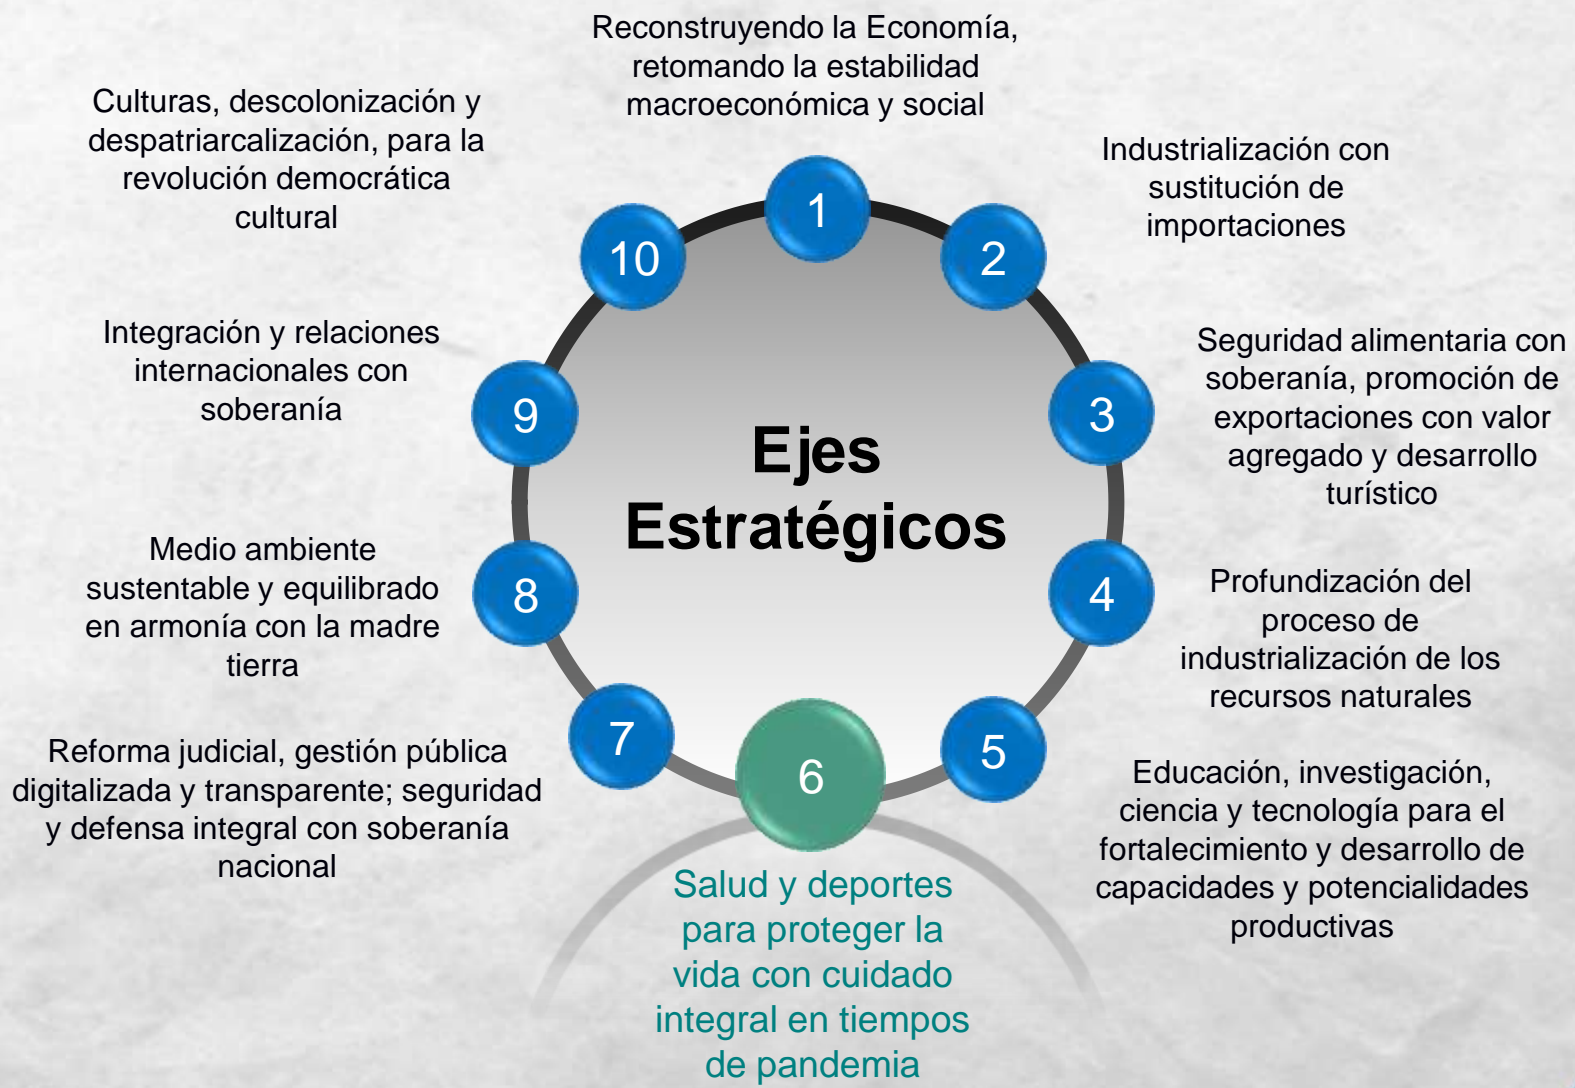 Reconstruyendo la Economía,
retomando la estabilidad
macroeconómica y social
1
Industrialización con
sustitución de
importaciones
2
Seguridad alimentaria con
soberanía, promoción de
exportaciones con valor
agregado y desarrollo
turístico
3
Profundización del
proceso de
industrialización de los
recursos naturales
4
Educación, investigación,
ciencia y tecnología para el
fortalecimiento y desarrollo de
capacidades y potencialidades
productivas
5
6
Salud y deportes
para proteger la
vida con cuidado
integral en tiempos
de pandemia
7
Reforma judicial, gestión pública
digitalizada y transparente; seguridad
y defensa integral con soberanía
nacional
8
Medio ambiente
sustentable y equilibrado
en armonía con la madre
tierra
9
Integración y relaciones
internacionales con
soberanía
10
Culturas, descolonización y
despatriarcalización, para la
revolución democrática
cultural
Ejes
Estratégicos